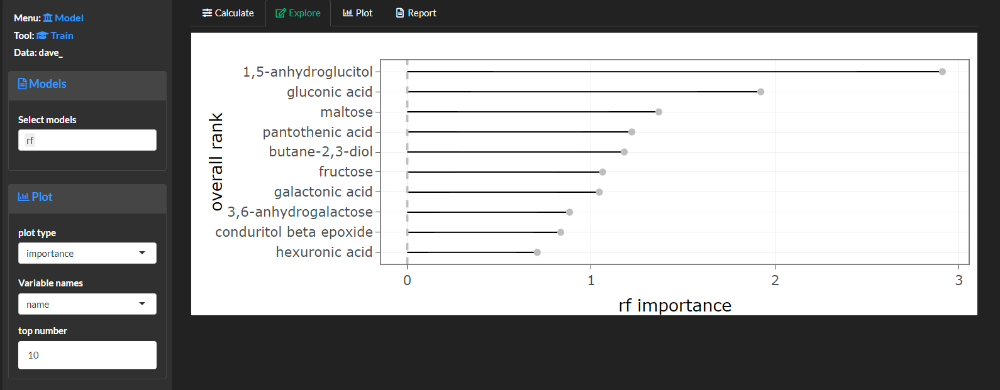 Menu: Model
Tool: Train
Data: dave_
Models
Select models
rf
Plot
plot type
importance
Variable names
name
top number
10
Calculate
Explore
Plot
Report
overall rank
1,5-anhydroglucitol
gluconic acid
maltose
pantothenic acid
butane-2,3-diol
fructose
galactonic acid
3,6-anhydrogalactose
conduritol beta epoxide
hexuronic acid
0 1 2 3
rf importance